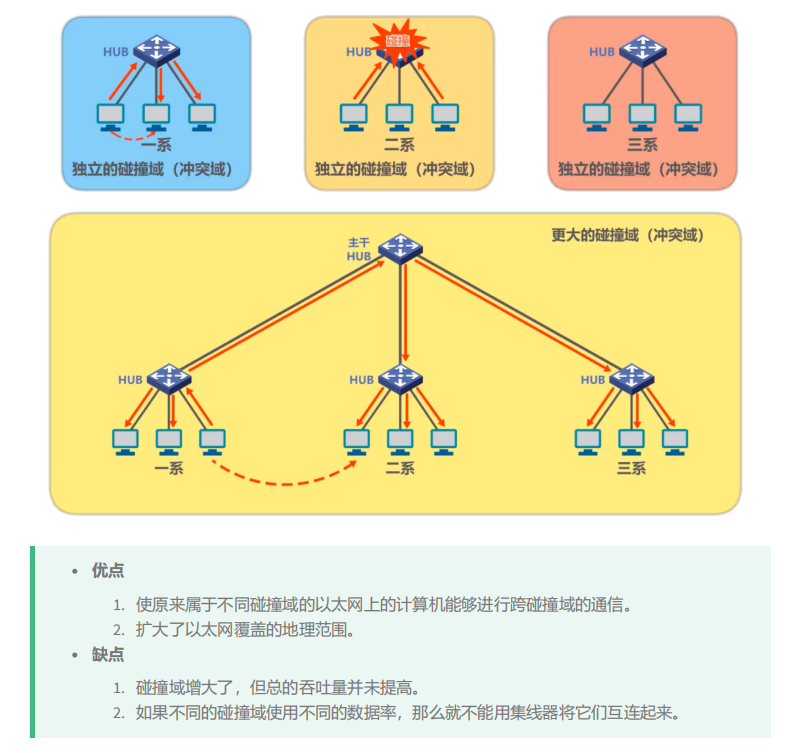 HUB
一系
独立的碰撞域（冲突域）
HUB
碰撞
二系
独立的碰撞域（冲突域）
HUB
三系
独立的碰撞域（冲突域）
更大的碰撞域（冲突域）
主干
HUB
HUB
HUB
HUB
一系
二系
三系
• 优点
1. 使原来属于不同碰撞域的以太网上的计算机能够进行跨碰撞域的通信。
2. 扩大了以太网覆盖的地理范围。
• 缺点
1. 碰撞域增大了，但总的吞吐量并未提高。
2. 如果不同的碰撞域使用不同的数据率，那么就不能用集线器将它们互连起来。